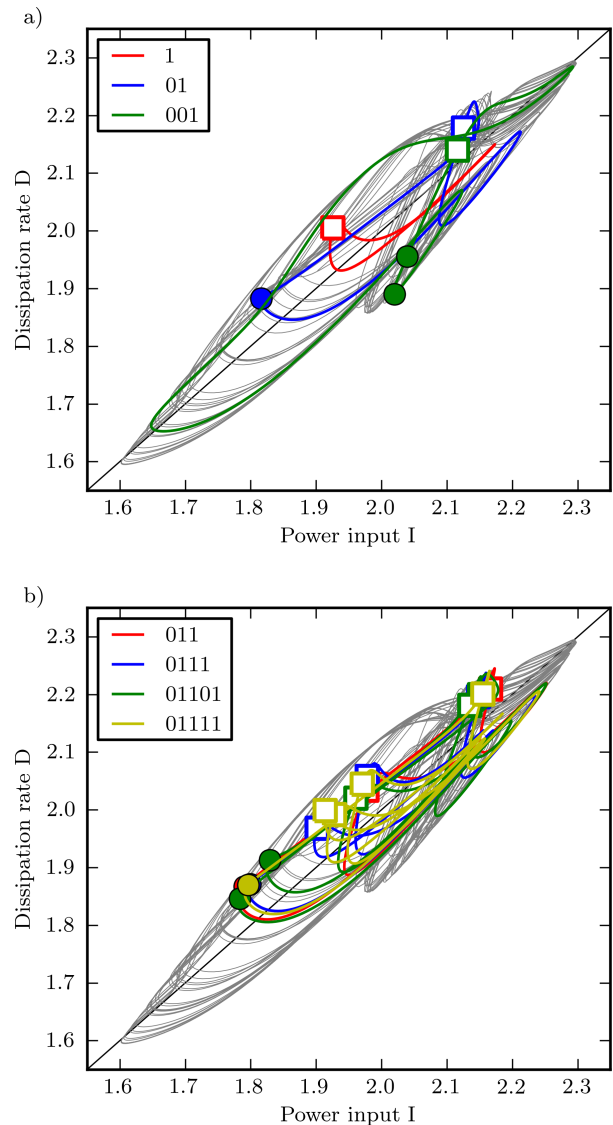 a)
2.3
2.2
2.1
2.0
1.9
1.8
1.7
1.6
Dissipation rate D
1
01
001
1.6 1.7 1.8 1.9 2.0 2.1 2.2 2.3
Power input I
b)
2.3
2.2
2.1
2.0
1.9
1.8
1.7
1.6
Dissipation rate D
011
0111
01101
01111
1.6 1.7 1.8 1.9 2.0 2.1 2.2 2.3
Power input I